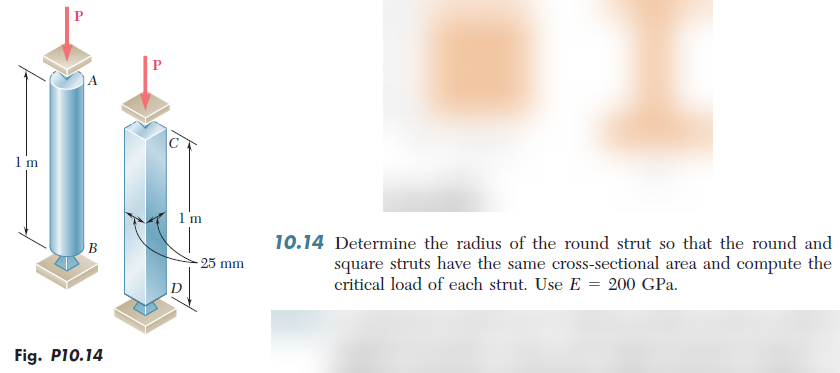 P
A
1 m
B
P
C
1 m
25 mm
D
Fig. P10.14
10.14 Determine the radius of the round strut so that the round and
square struts have the same cross-sectional area and compute the
critical load of each strut. Use E = 200 GPa.